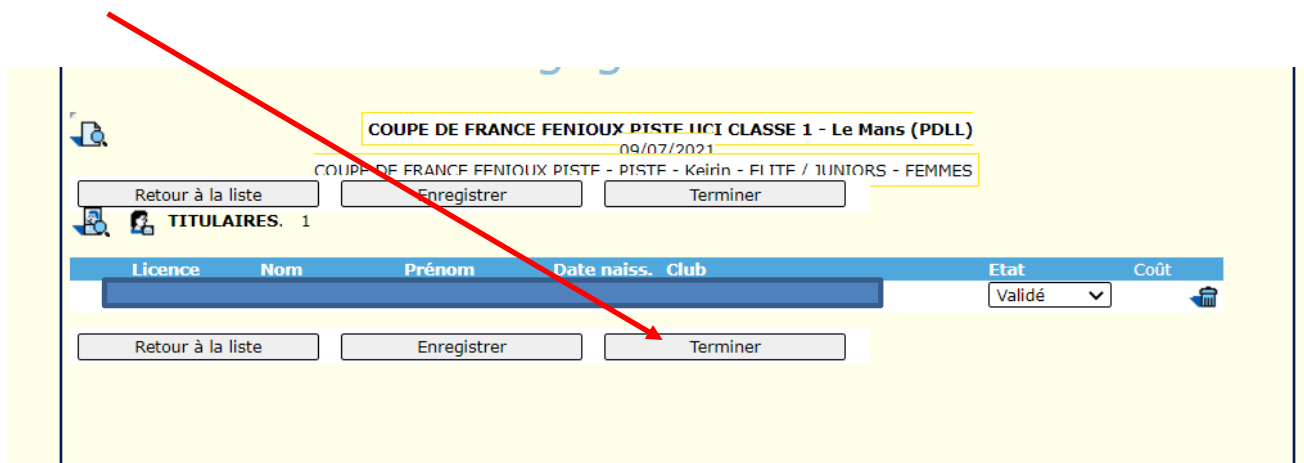 COUPE DE FRANCE FENIOUX PISTE UCI CLASSE 1 - Le Mans (PDLL)
09/07/2021
COUPE DE FRANCE FENIOUX PISTE - PISTE - Keirin - ELITE / JUNIORS - FEMMES
Retour à la liste Enregistrer Terminer
TITULAIRES. 1
Licence Nom Prénom Date naiss. Club Etat Coût
Validé
Retour à la liste Enregistrer Terminer